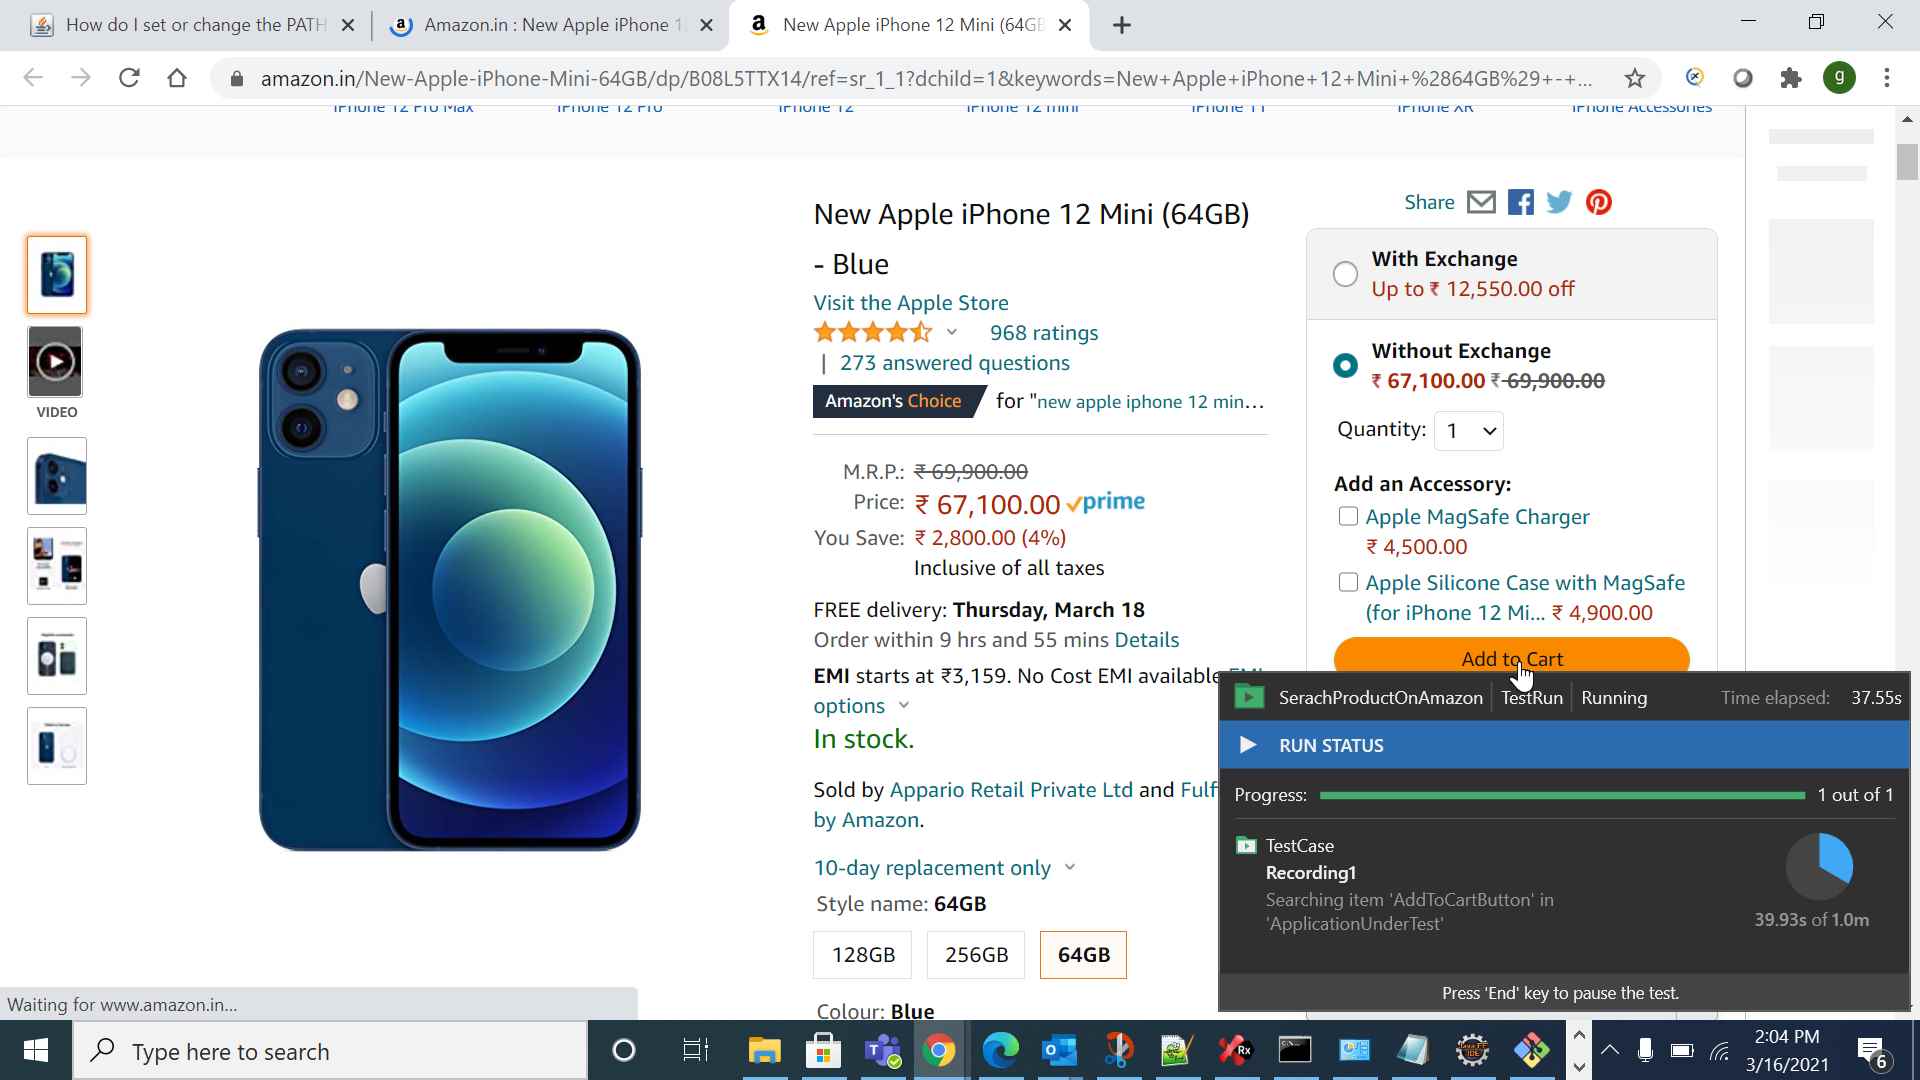 How do I set or change the PATH
Amazon.in : New Apple iPhone 1
New Apple iPhone 12 Mini (64GB
amazon.in/New-Apple-iPhone-Mini-64GB/dp/B08L5TTX14/ref=sr_1_1?dchild=1&keywords=New+Apple+iPhone+12+Mini+%2864GB%29+-+...
g
iPhone 12 Pro Max iPhone 12 Pro iPhone 12 iPhone 12 mini iPhone 11 iPhone XR iPhone Accessories
VIDEO
New Apple iPhone 12 Mini (64GB)
- Blue
Visit the Apple Store
968 ratings
| 273 answered questions
Amazon's Choice for "new apple iphone 12 min...
M.R.P.: ₹ 69,900.00
Price: ₹ 67,100.00 prime
You Save: ₹ 2,800.00 (4%)
Inclusive of all taxes
FREE delivery: Thursday, March 18
Order within 9 hrs and 55 mins Details
EMI starts at ₹3,159. No Cost EMI available EMI
options
In stock.
Sold by Appario Retail Private Ltd and Fulf
by Amazon.
10-day replacement only
Style name: 64GB
128GB 256GB 64GB
Colour: Blue
Share
With Exchange
Up to ₹ 12,550.00 off
Without Exchange
₹ 67,100.00 ₹ 69,900.00
Quantity: 1
Add an Accessory:
Apple MagSafe Charger
₹ 4,500.00
Apple Silicone Case with MagSafe
(for iPhone 12 Mi... ₹ 4,900.00
Add to Cart
SerachProductOnAmazon TestRun Running Time elapsed: 37.55s
RUN STATUS
Progress: 1 out of 1
TestCase
Recording1
Searching item 'AddToCartButton' in
'ApplicationUnderTest'
39.93s of 1.0m
Press 'End' key to pause the test.
Waiting for www.amazon.in...
Type here to search
2:04 PM
3/16/2021
6